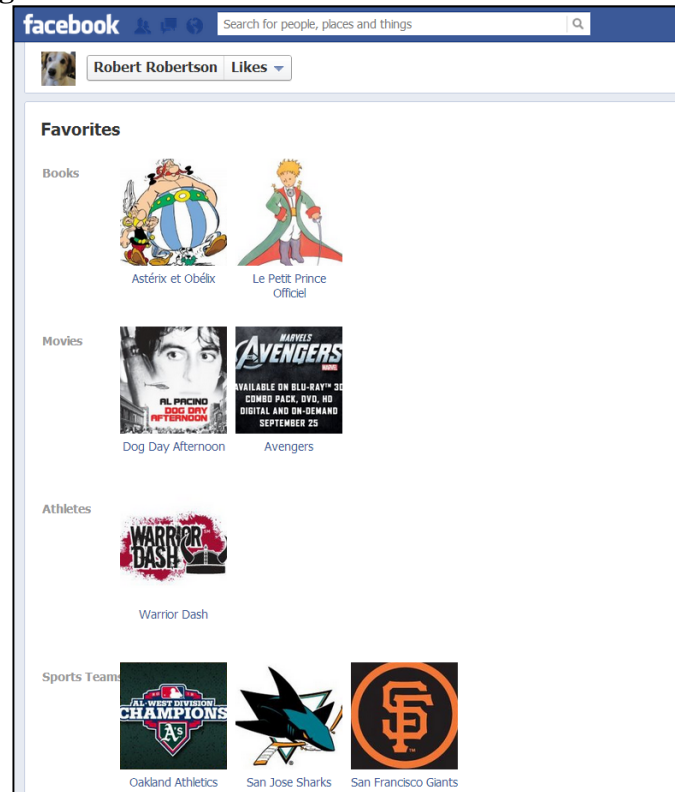 g
facebook
Search for people, places and things
Robert Robertson Likes
Favorites
Books
Astérix et Obélix
Le Petit Prince
Officiel
Movies
AL PACINO
DOG DAY
AFTERNOON
MARVEL'S
AVENGERS
MARVEL
AVAILABLE ON BLU-RAY™ 3D
COMBO PACK, DVD, HD
DIGITAL AND ON-DEMAND
SEPTEMBER 25
Dog Day Afternoon
Avengers
Athletes
WARRIOR
DASH
Warrior Dash
Sports Teams
AL WEST DIVISION
CHAMPIONS
A's
SF
Oakland Athletics
San Jose Sharks
San Francisco Giants